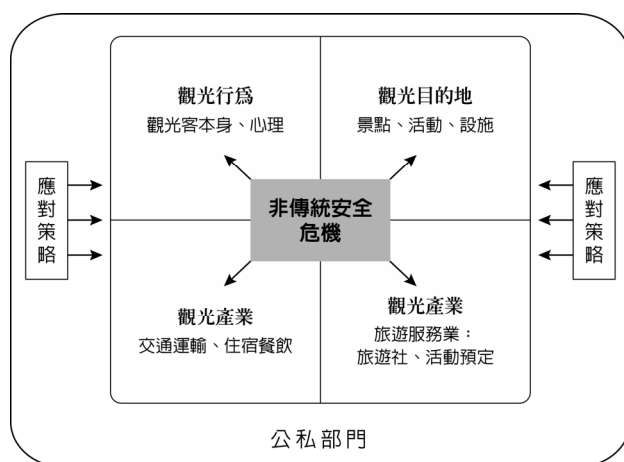 觀光行爲
觀光客本身、心理
觀光目的地
景點、活動、設施
應對策略
非傳統安全
危機
應對策略
觀光產業
交通運輸、住宿餐飲
觀光產業
旅遊服務業：
旅遊社、活動預定
公私部門